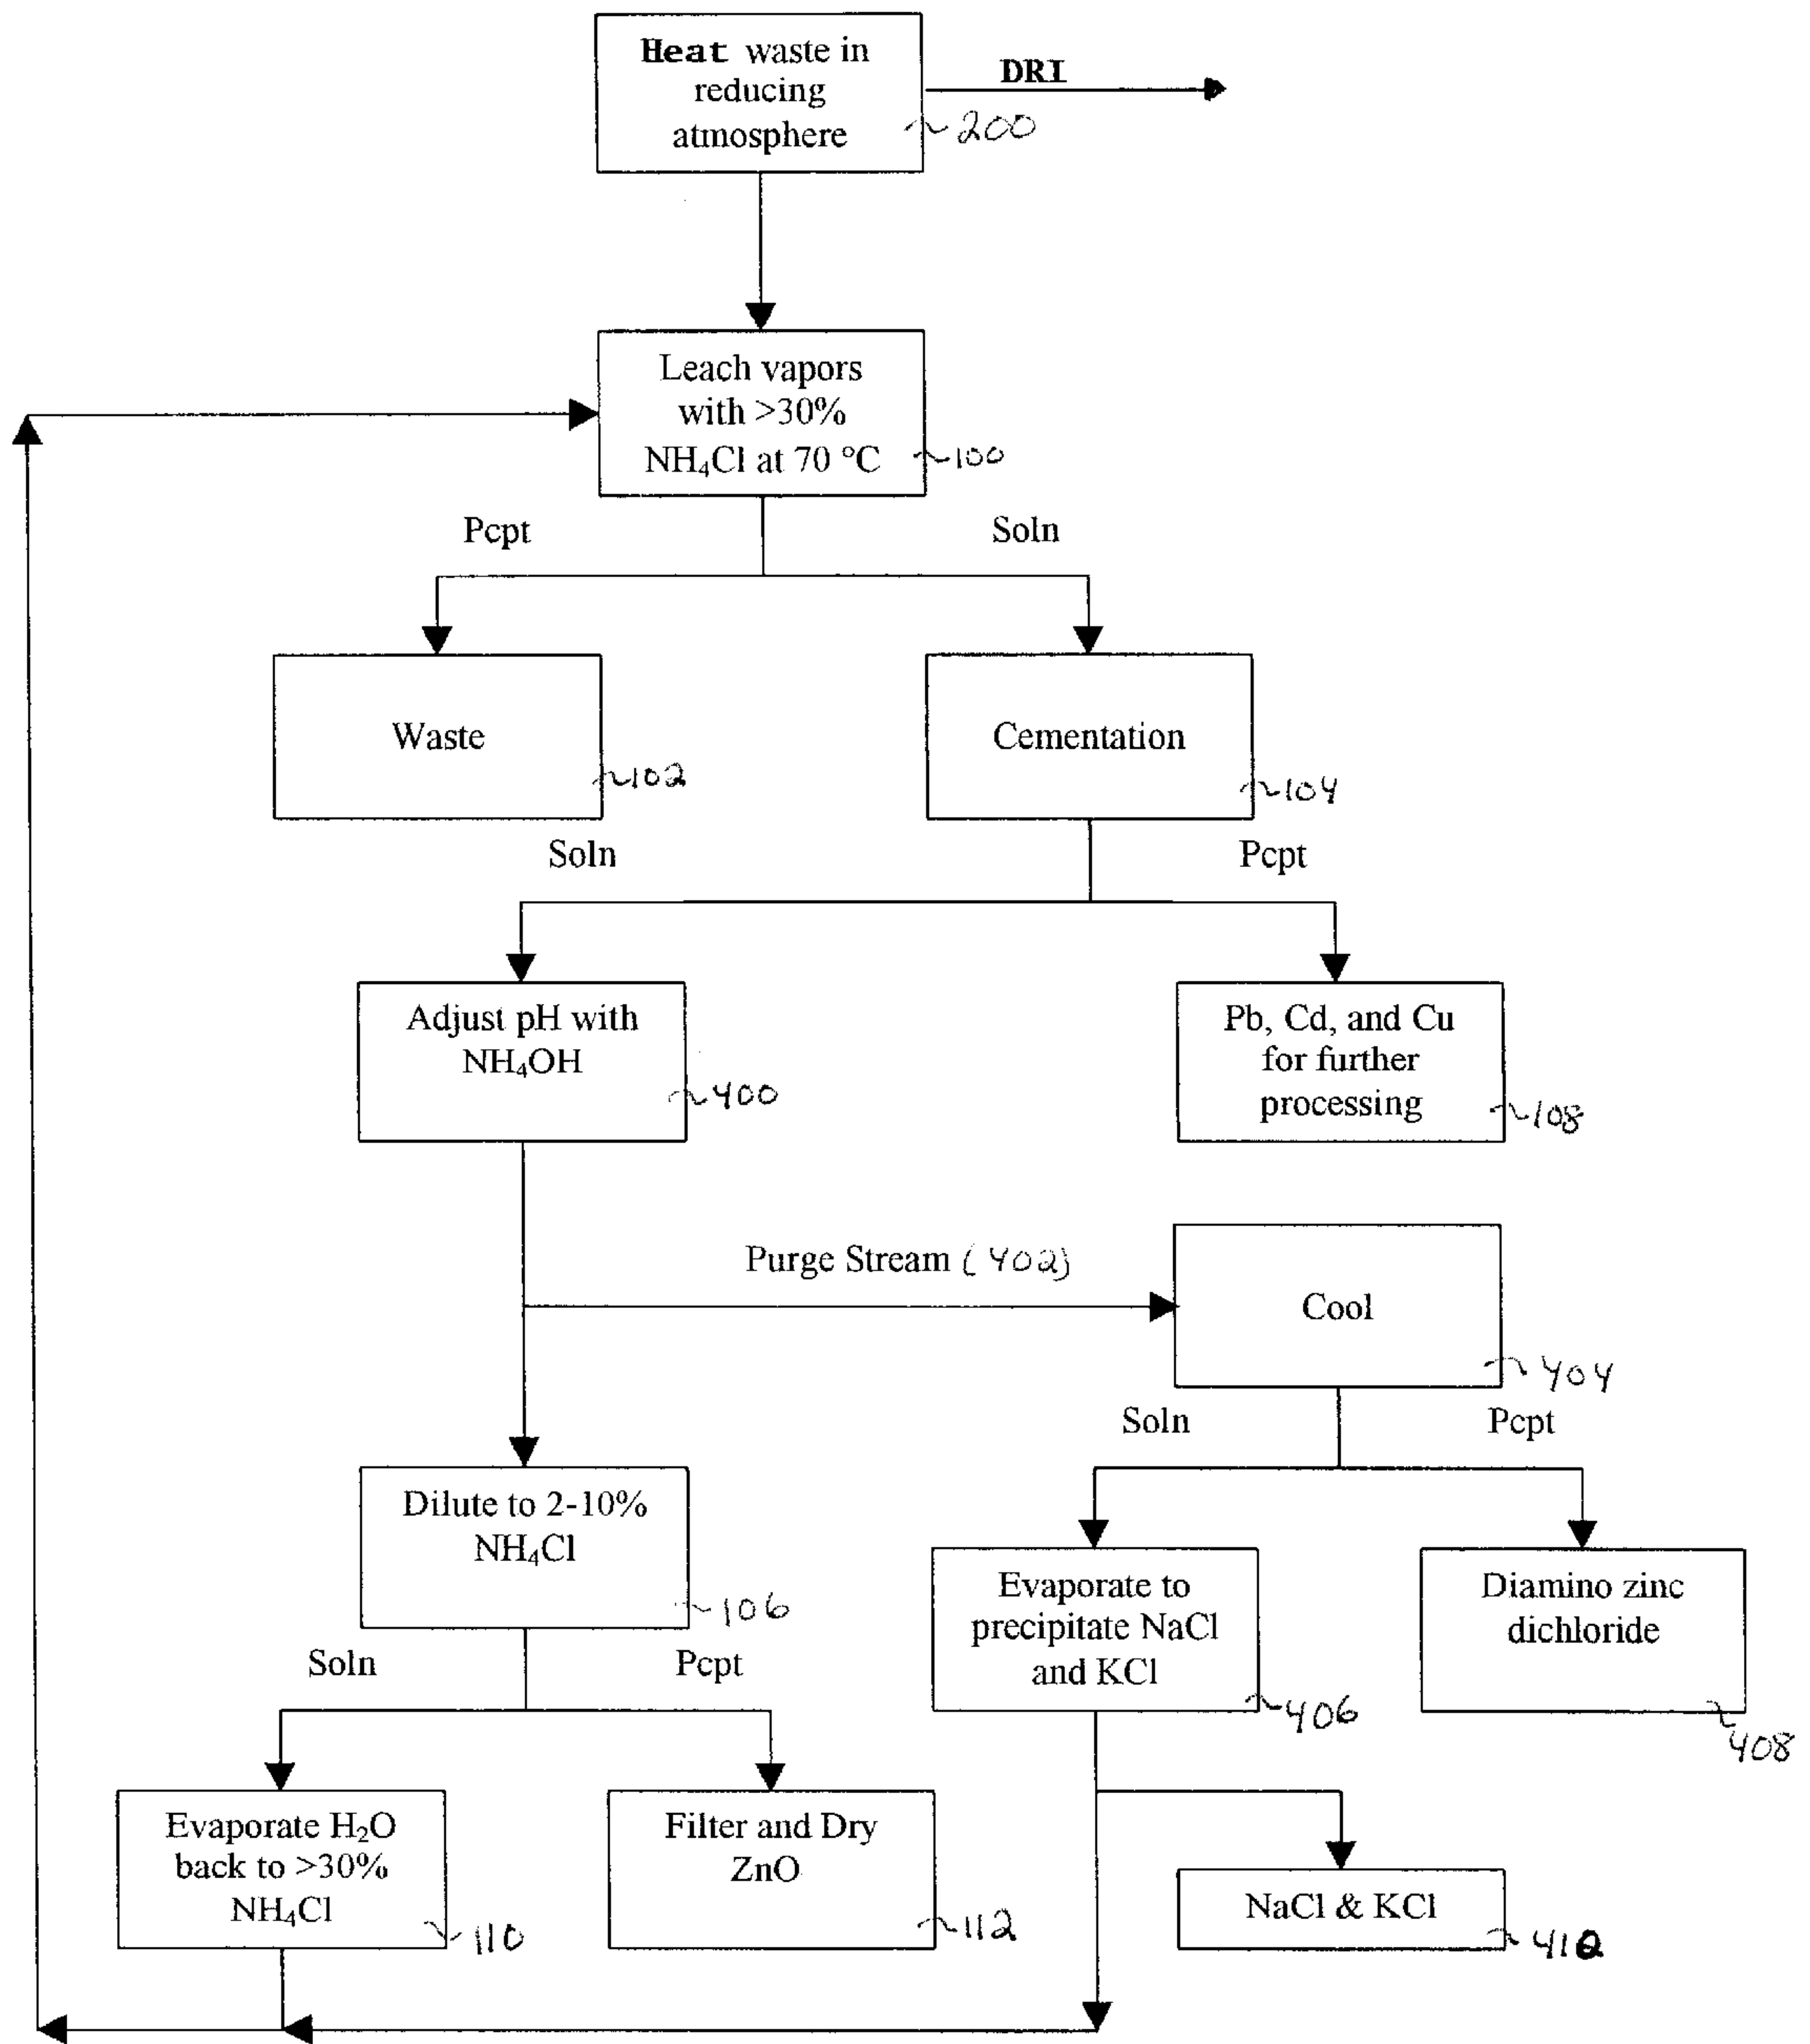 Heat waste in
reducing
atmosphere
200
DRI
Leach vapors
with >30%
NH₄Cl at 70 °C
100
Pcpt
Soln
Waste
102
Cementation
104
Soln
Pcpt
Adjust pH with
NH₄OH
400
Pb, Cd, and Cu
for further
processing
108
Purge Stream (402)
Cool
404
Soln
Pcpt
Dilute to 2-10%
NH₄Cl
106
Evaporate to
precipitate NaCl
and KCl
406
Diamino zinc
dichloride
408
Soln
Pcpt
Evaporate H₂O
back to >30%
NH₄Cl
110
Filter and Dry
ZnO
112
NaCl & KCl